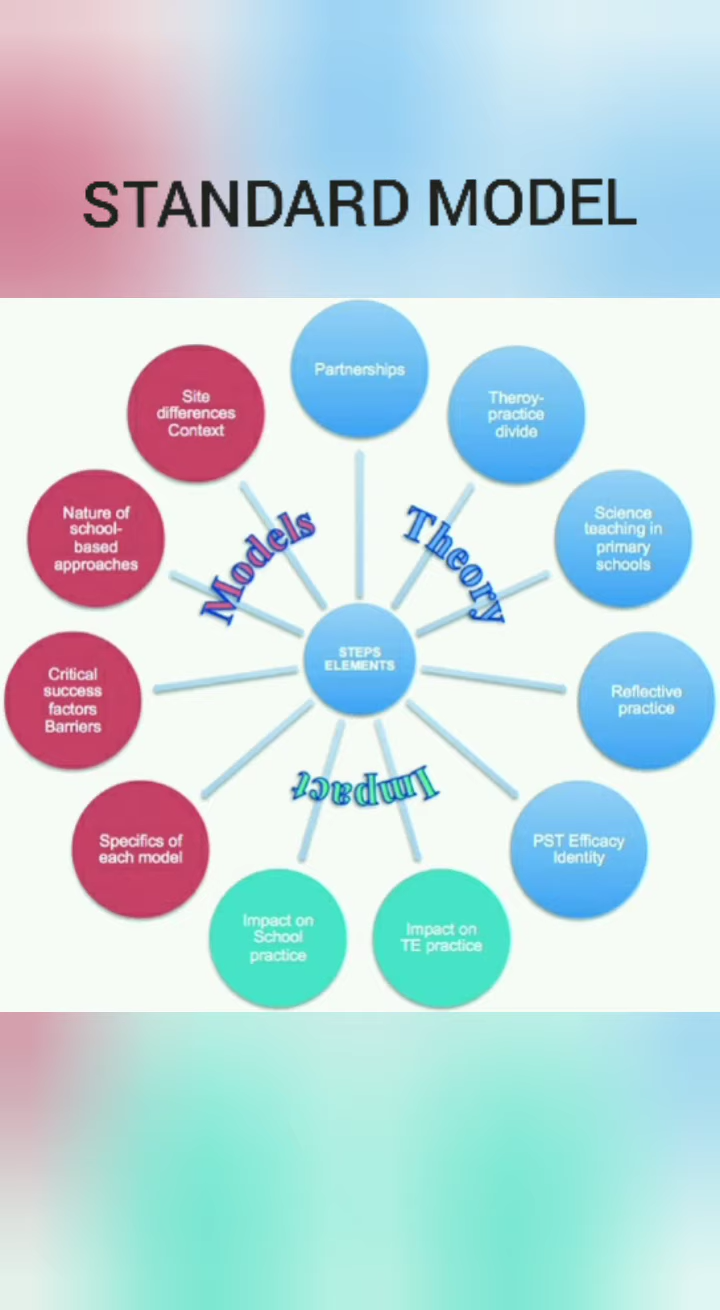 STANDARD MODEL
Partnerships
Theroy-
practice
divide
Science
teaching in
primary
schools
Reflective
practice
PST Efficacy
Identity
Impact on
TE practice
Impact on
School
practice
Specifics of
each model
Critical
success
factors
Barriers
Nature of
school-
based
approaches
Site
differences
Context
Models
Theory
Impact
STEPS
ELEMENTS